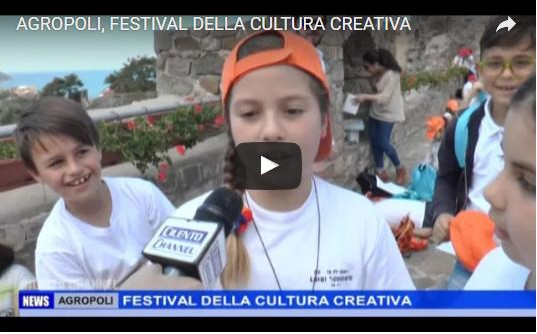 AGROPOLI, FESTIVAL DELLA CULTURA CREATIVA
CILENTO
CHANNEL
NEWS AGROPOLI FESTIVAL DELLA CULTURA CREATIVA